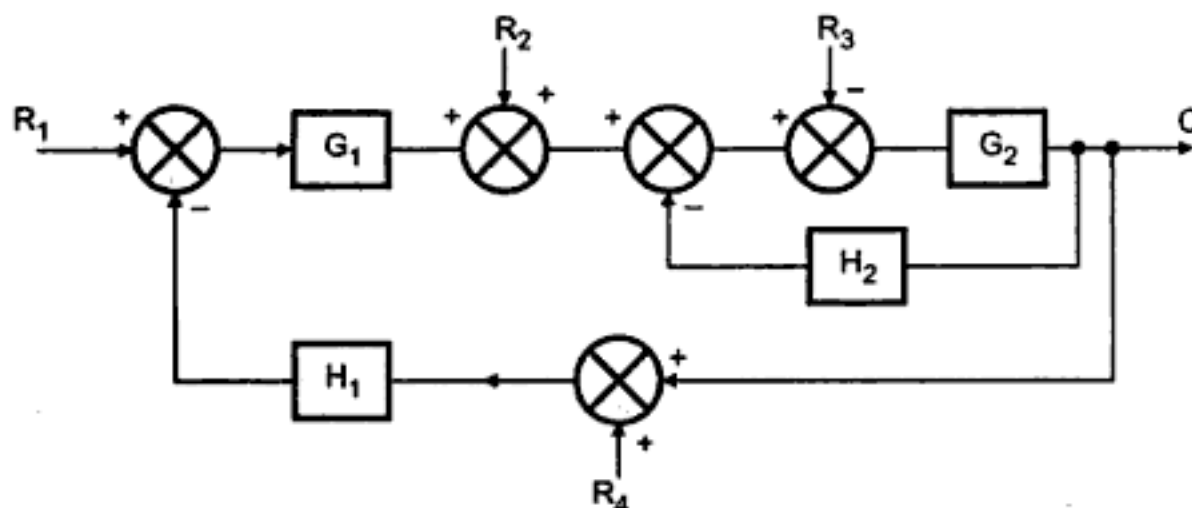 R₂
R₃
+ + + + + −
R₁ G₁ G₂ C
− −
H₂
H₁ +
+
R₄